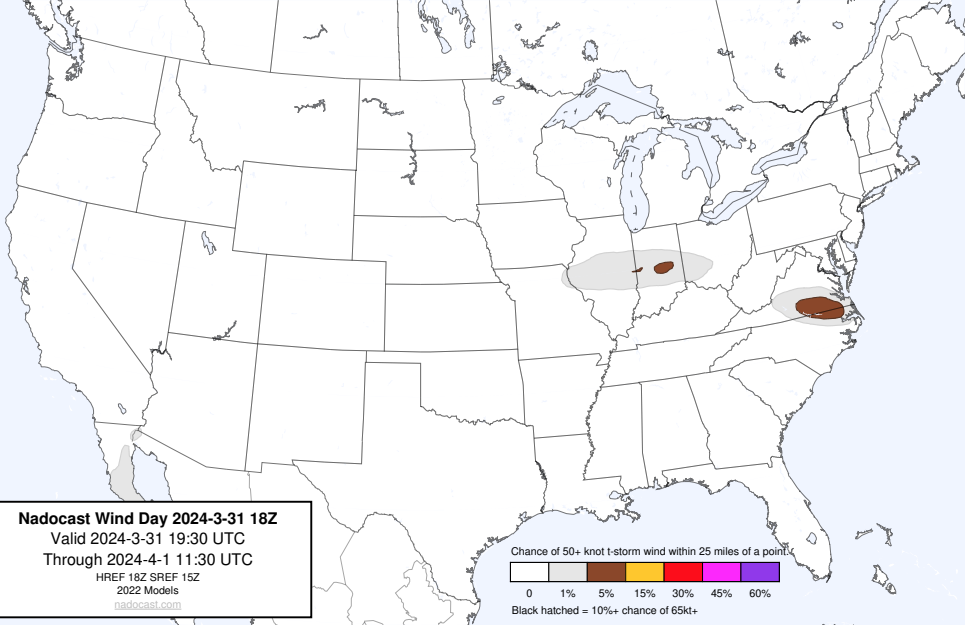 Nadocast Wind Day 2024-3-31 18Z
Valid 2024-3-31 19:30 UTC
Through 2024-4-1 11:30 UTC
HREF 18Z SREF 15Z
2022 Models
nadocast.com
Chance of 50+ knot t-storm wind within 25 miles of a point.
0 1% 5% 15% 30% 45% 60%
Black hatched = 10%+ chance of 65kt+